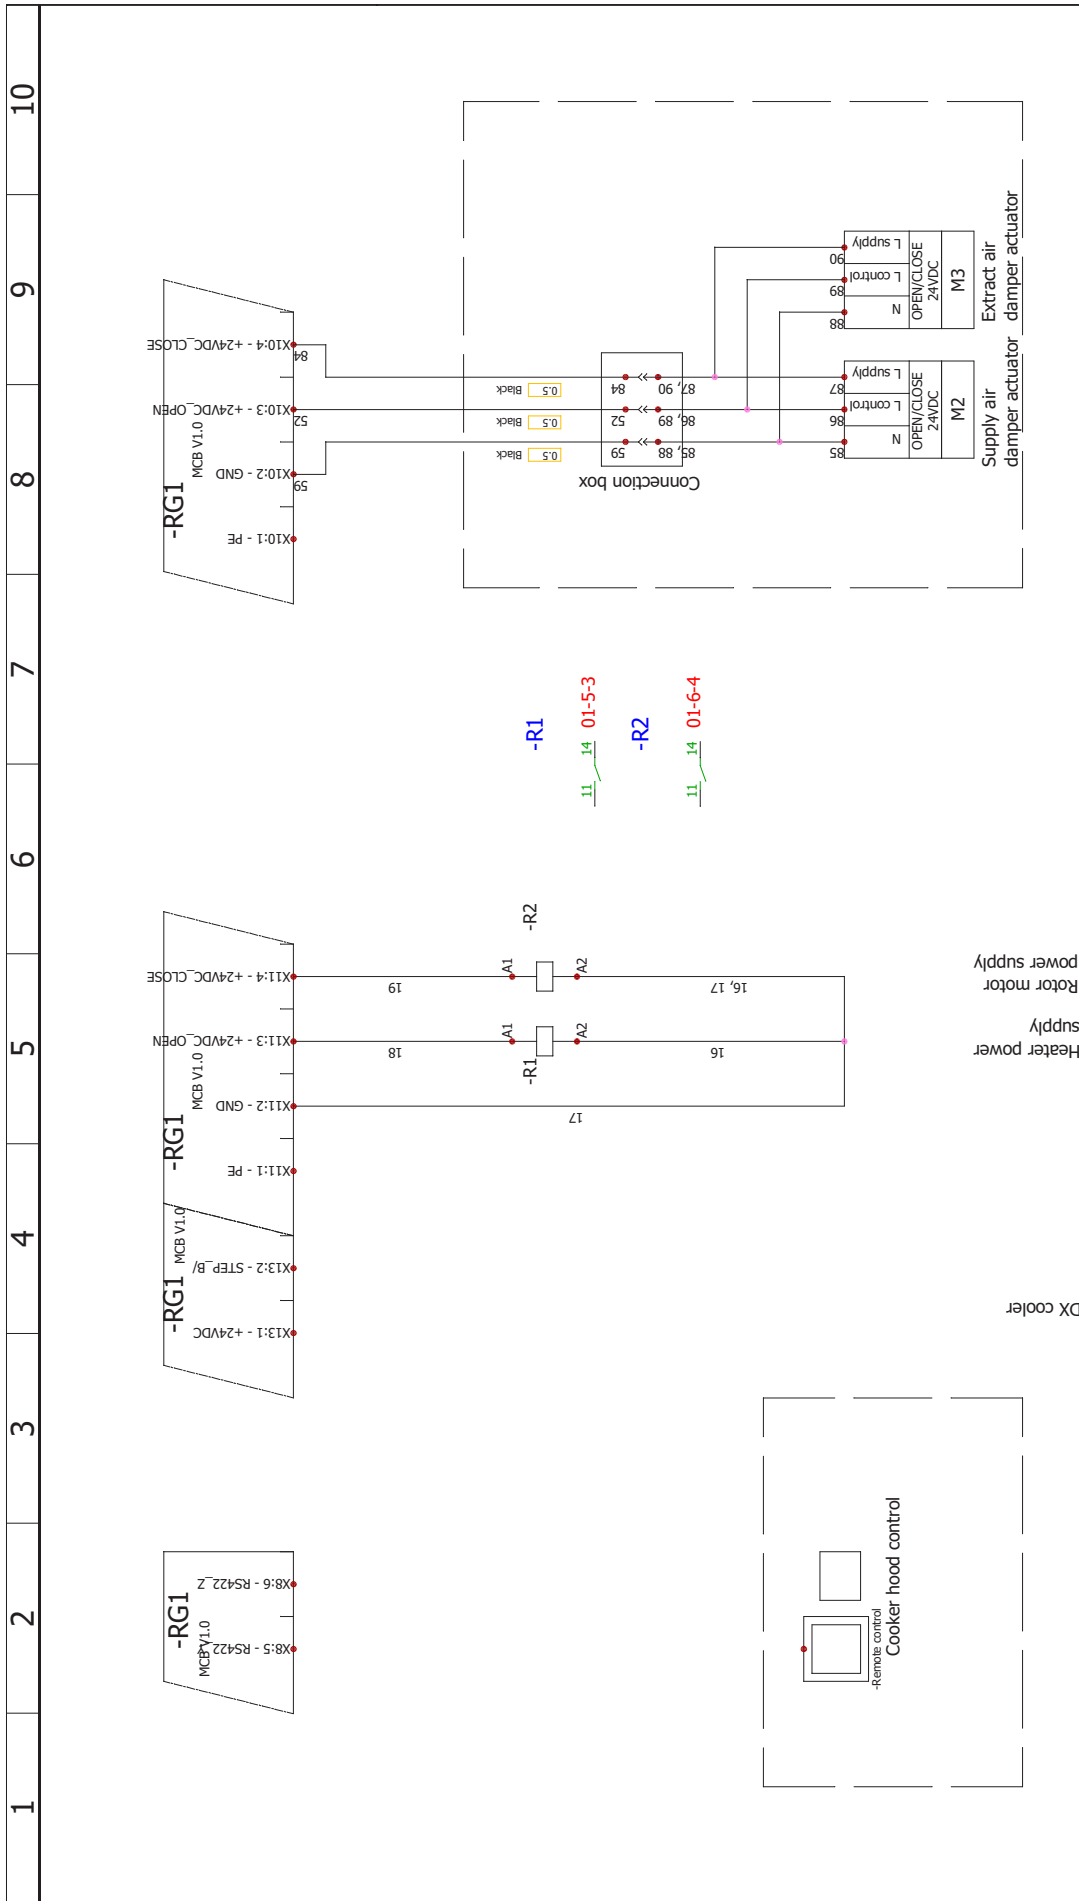 10
9
8
7
6
5
4
3
2
1
-RG1
MCB V1.0
X10:4 - +24VDC_CLOSE
X10:3 - +24VDC_OPEN
X10:2 - GND
X10:1 - PE
84
52
59
Black 0.5
Black 0.5
Black 0.5
84
52
59
87, 90
86, 89
85, 88
Connection box
90
89
88
L supply
L control
N
OPEN/CLOSE
24VDC
M3
Extract air
damper actuator
87
86
85
L supply
L control
N
OPEN/CLOSE
24VDC
M2
Supply air
damper actuator
-R1
11 14 01-5-3
-R2
11 14 01-6-4
-RG1
MCB V1.0
X11:4 - +24VDC_CLOSE
X11:3 - +24VDC_OPEN
X11:2 - GND
X11:1 - PE
19
18
17
A1
-R2
A2
16, 17
A1
-R1
A2
16
Rotor motor
power supply
Heater power
supply
-RG1
MCB V1.0
X13:2 - STEP_B/
X13:1 - +24VDC
DX cooler
-RG1
MCB V1.0
X8:6 - RS422_Z
X8:5 - RS422_
-Remote control
Cooker hood control